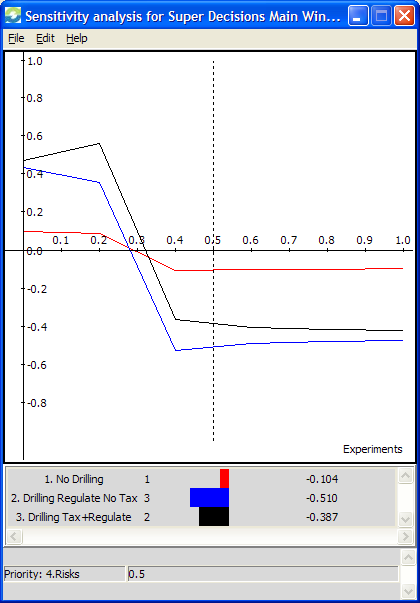 Sensitivity analysis for Super Decisions Main Win...
File Edit Help
1.0
0.8
0.6
0.4
0.2
0.1 0.2 0.3 0.4 0.5 0.6 0.7 0.8 0.9 1.0
0.0
-0.2
-0.4
-0.6
-0.8
Experiments
1. No Drilling 1 -0.104
2. Drilling Regulate No Tax 3 -0.510
3. Drilling Tax+Regulate 2 -0.387
Priority: 4.Risks 0.5